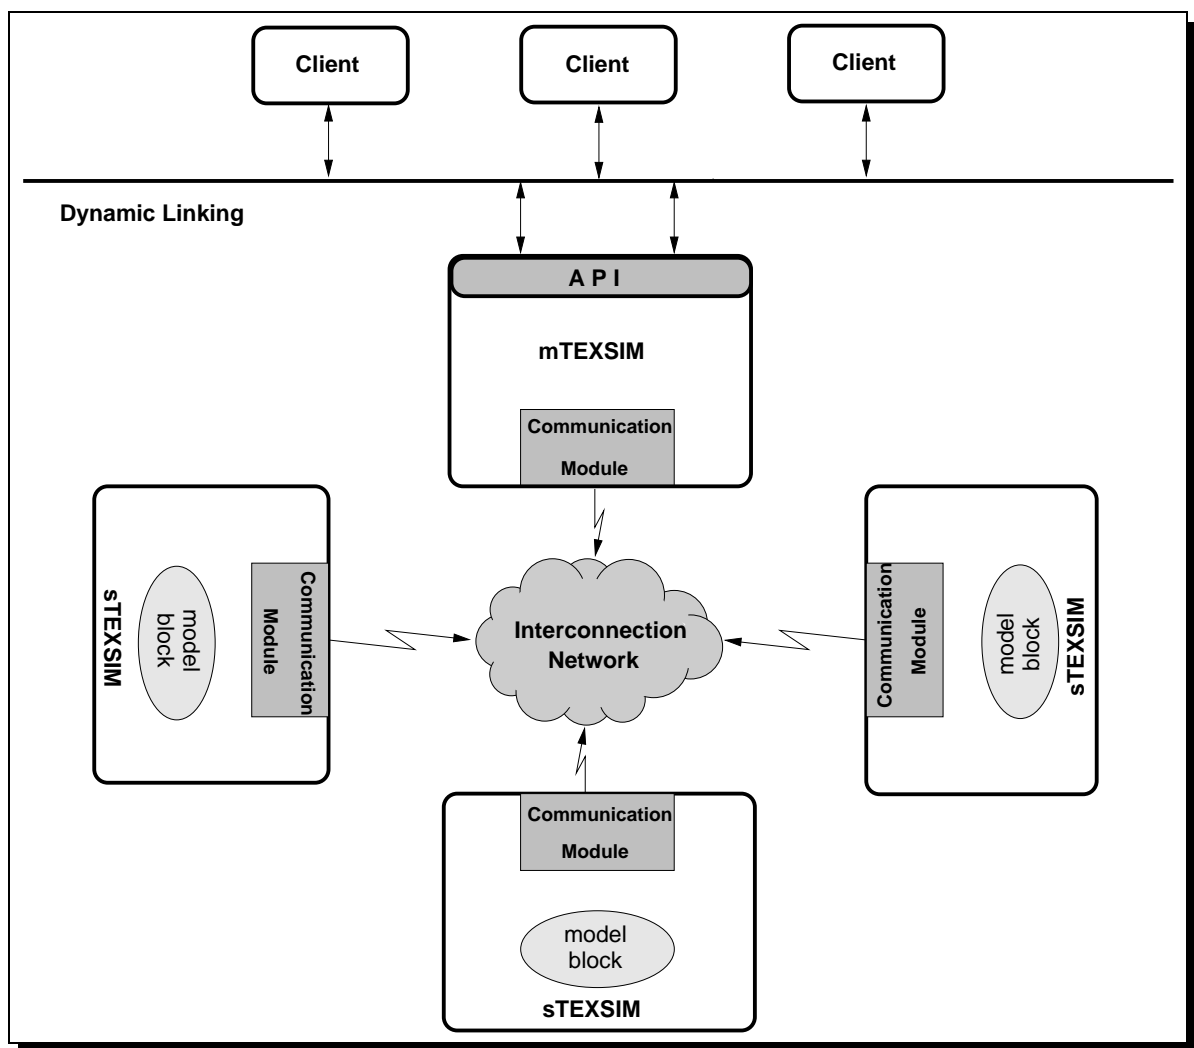 Client
Client
Client
Dynamic Linking
A P I
mTEXSIM
Communication
Module
sTEXSIM
model
block
Communication
Module
Interconnection
Network
Communication
Module
model
block
sTEXSIM
Communication
Module
model
block
sTEXSIM